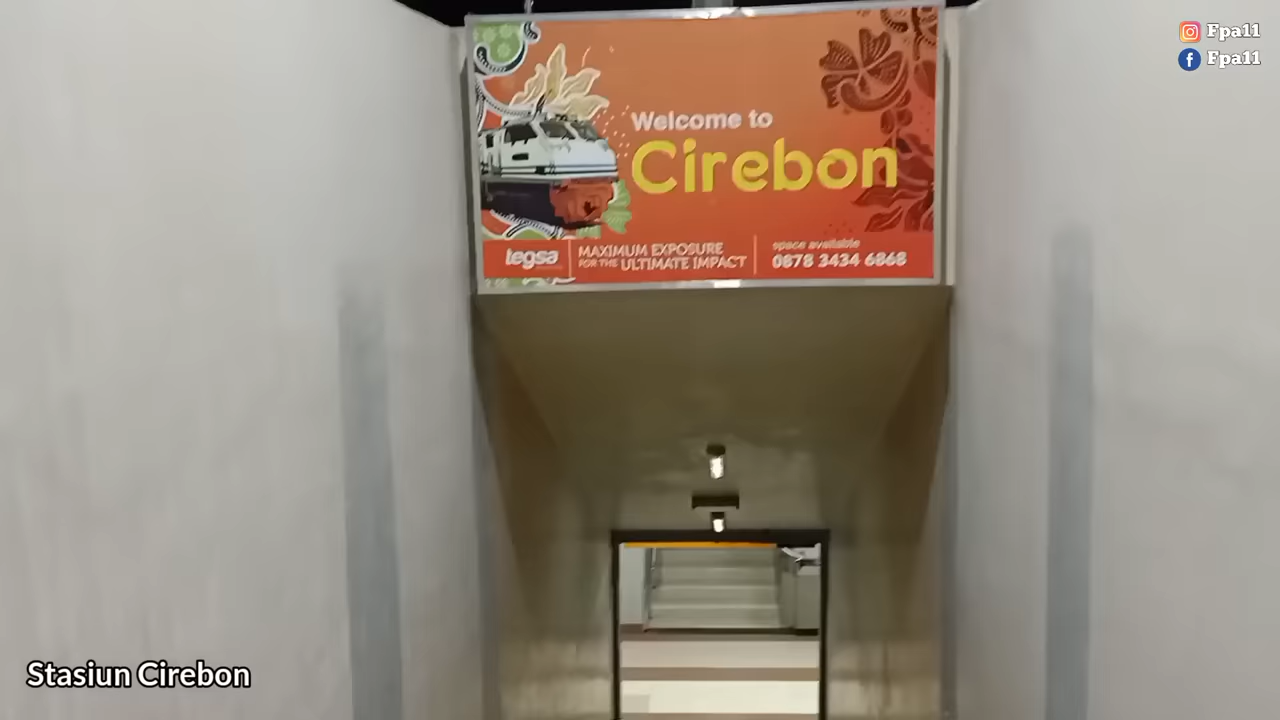 Fpa11
Fpa11
Welcome to
Cirebon
legsa
MAXIMUM EXPOSURE
FOR THE ULTIMATE IMPACT
space available
0878 3434 6868
Stasiun Cirebon